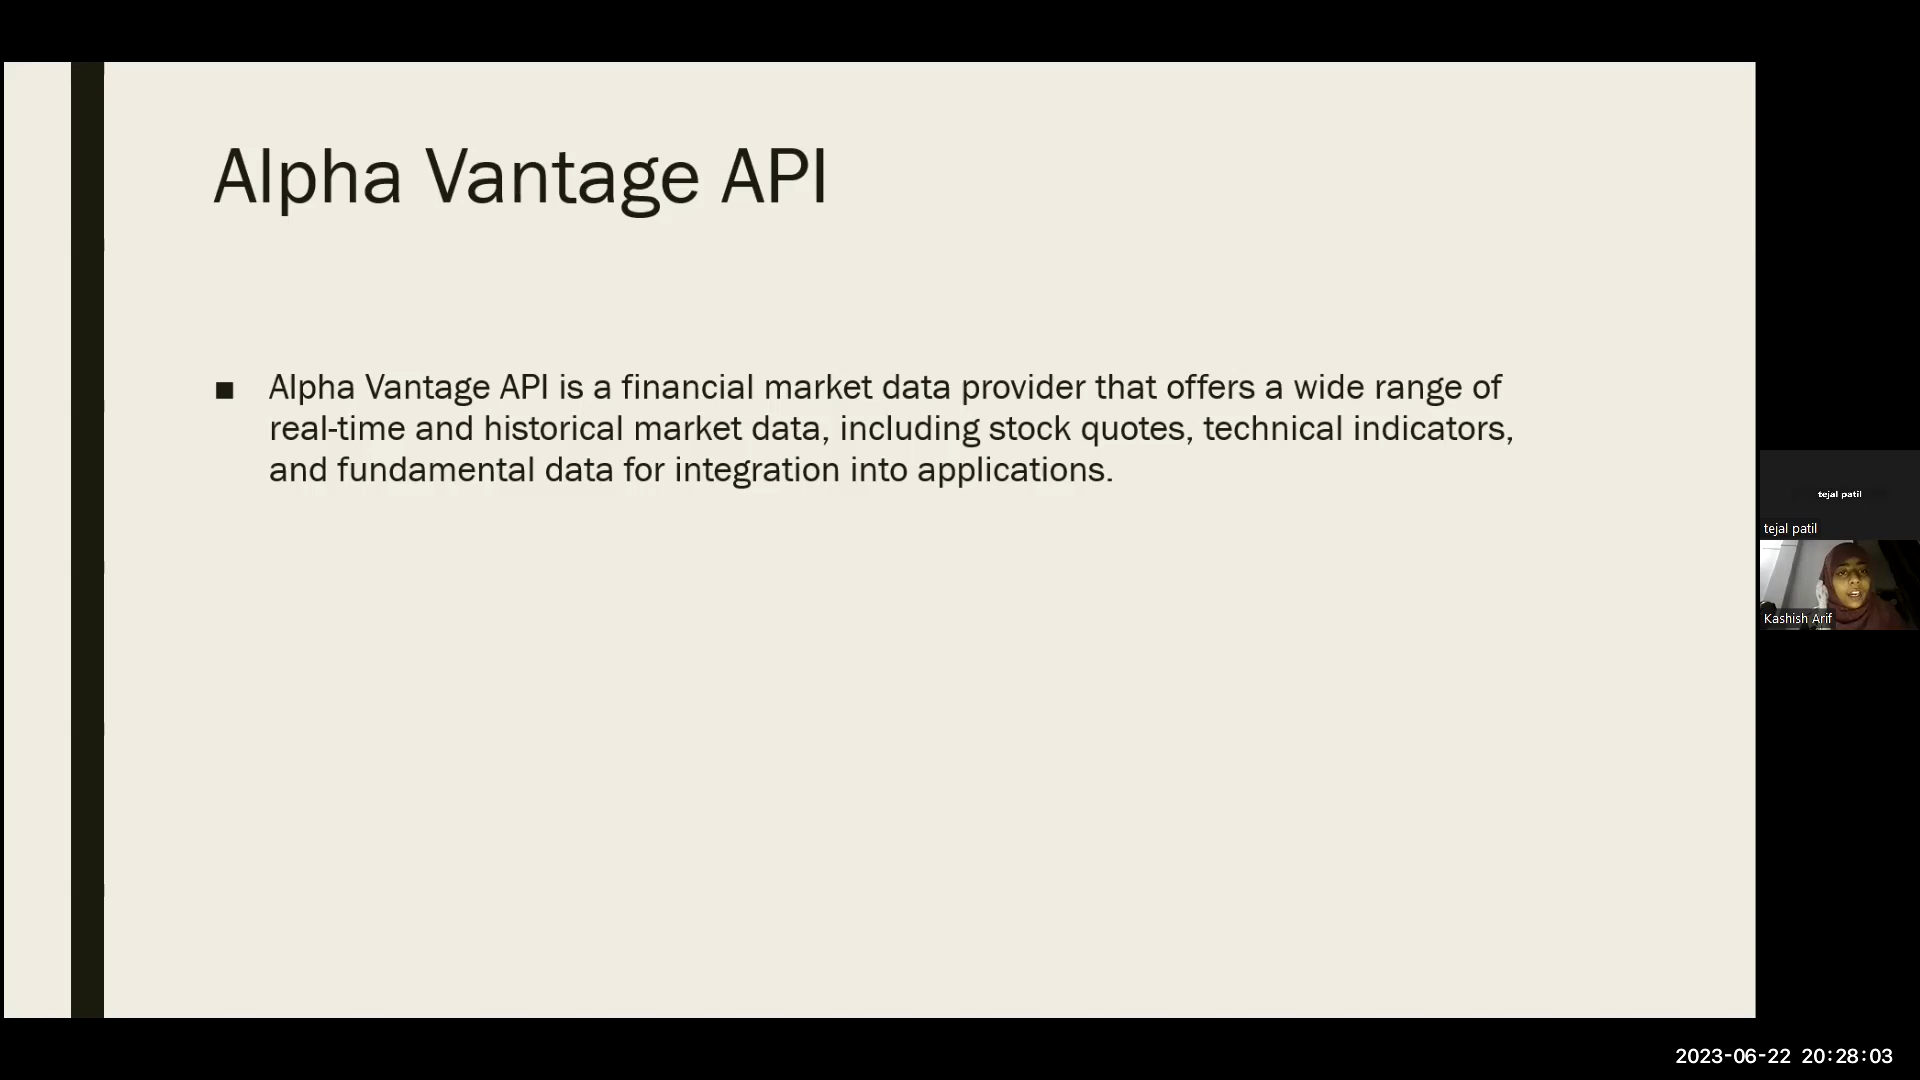 Alpha Vantage API
■ Alpha Vantage API is a financial market data provider that offers a wide range of
real-time and historical market data, including stock quotes, technical indicators,
and fundamental data for integration into applications.
tejal patil
tejal patil
Kashish Arif
2023-06-22 20:28:03